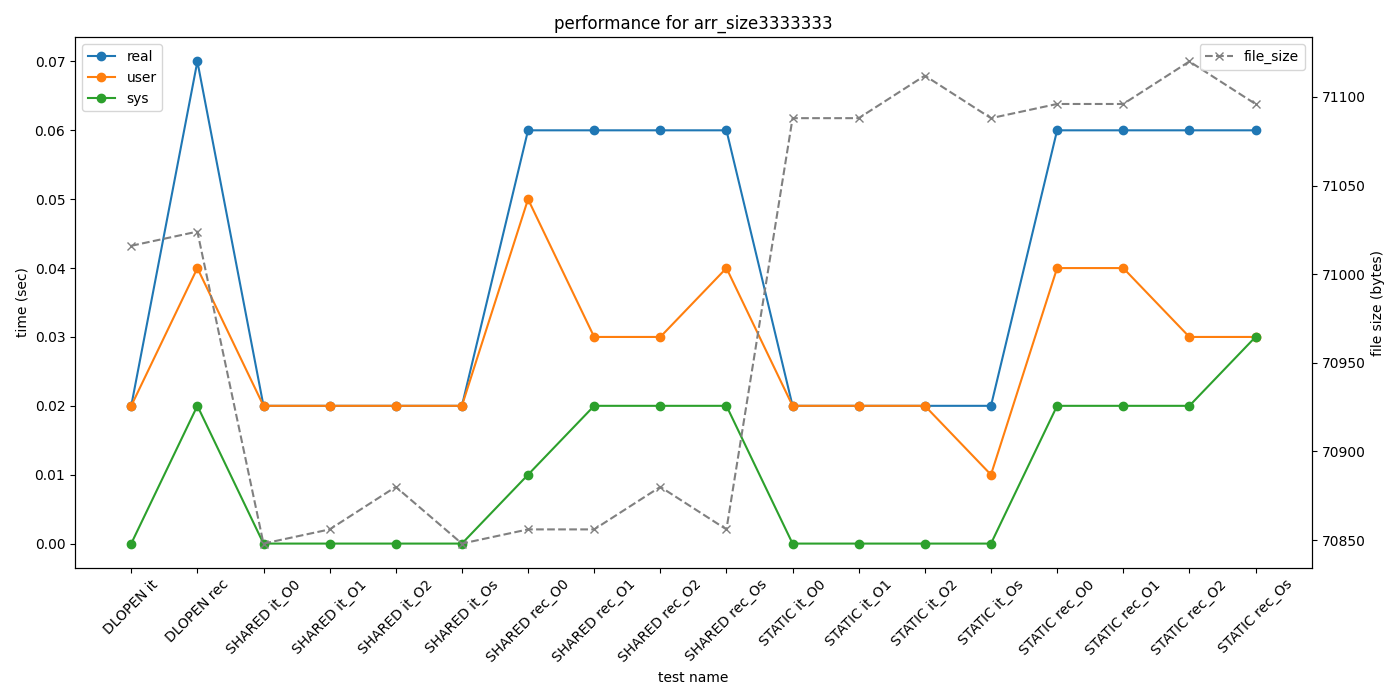 performance for arr_size3333333
real
user
sys
file_size
0.07
0.06
0.05
0.04
0.03
0.02
0.01
0.00
time (sec)
71100
71050
71000
70950
70900
70850
file size (bytes)
DLOPEN it
DLOPEN rec
SHARED it_O0
SHARED it_O1
SHARED it_O2
SHARED it_Os
SHARED rec_O0
SHARED rec_O1
SHARED rec_O2
SHARED rec_Os
STATIC it_O0
STATIC it_O1
STATIC it_O2
STATIC it_Os
STATIC rec_O0
STATIC rec_O1
STATIC rec_O2
STATIC rec_Os
test name